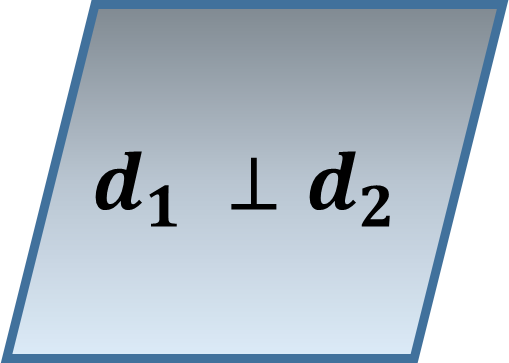 d₁ ⊥ d₂